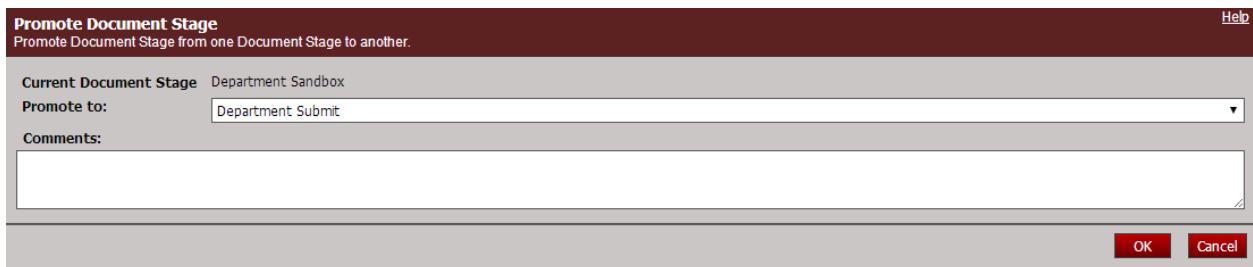 Promote Document Stage
Help
Promote Document Stage from one Document Stage to another.
Current Document Stage Department Sandbox
Promote to: Department Submit
Comments:
OK Cancel